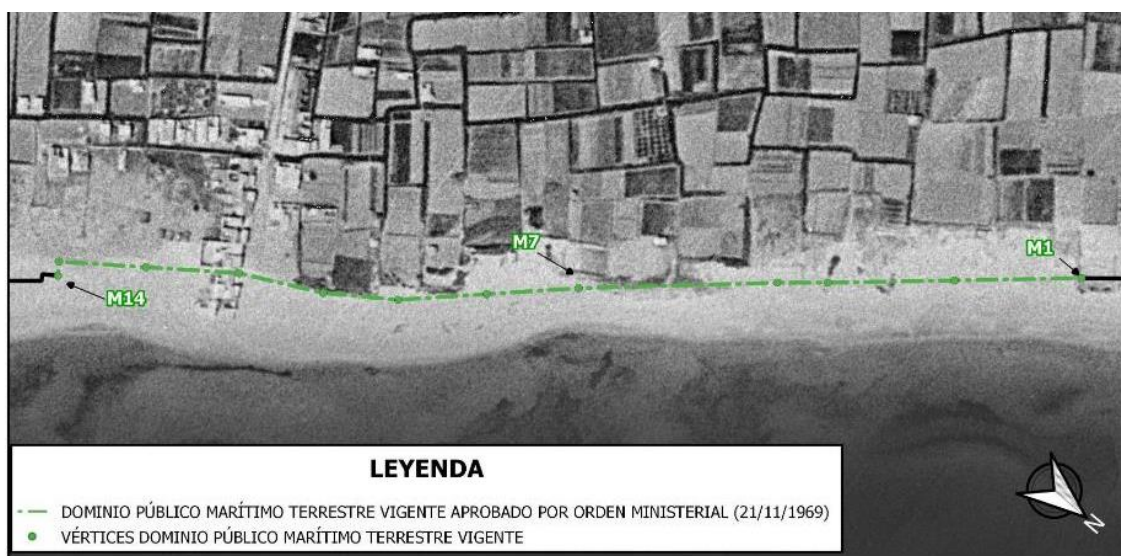 M7
M1
M14
LEYENDA
DOMINIO PÚBLICO MARÍTIMO TERRESTRE VIGENTE APROBADO POR ORDEN MINISTERIAL (21/11/1969)
VÉRTICES DOMINIO PÚBLICO MARÍTIMO TERRESTRE VIGENTE
N